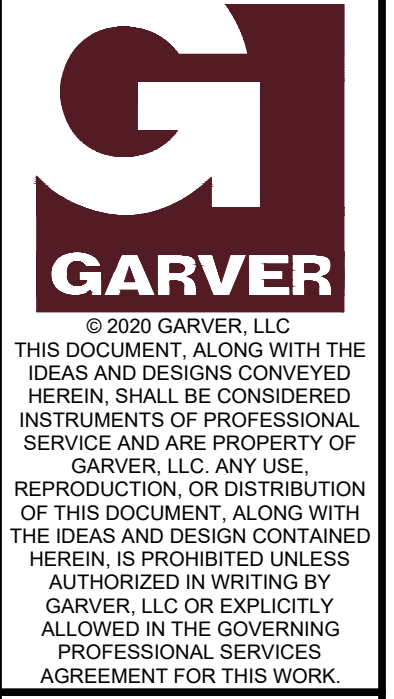 GARVER
© 2020 GARVER, LLC
THIS DOCUMENT, ALONG WITH THE
IDEAS AND DESIGNS CONVEYED
HEREIN, SHALL BE CONSIDERED
INSTRUMENTS OF PROFESSIONAL
SERVICE AND ARE PROPERTY OF
GARVER, LLC. ANY USE,
REPRODUCTION, OR DISTRIBUTION
OF THIS DOCUMENT, ALONG WITH
THE IDEAS AND DESIGN CONTAINED
HEREIN, IS PROHIBITED UNLESS
AUTHORIZED IN WRITING BY
GARVER, LLC OR EXPLICITLY
ALLOWED IN THE GOVERNING
PROFESSIONAL SERVICES
AGREEMENT FOR THIS WORK.